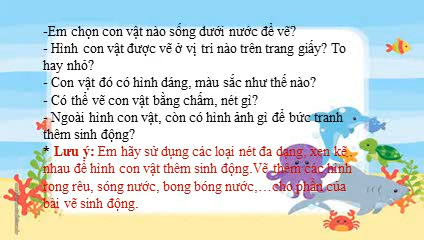 -Em chọn con vật nào sống dưới nước để vẽ?
- Hình con vật được vẽ ở vị trí nào trên trang giấy? To
hay nhỏ?
- Con vật đó có hình dáng, màu sắc như thế nào?
- Có thể vẽ con vật bằng chấm, nét gì?
- Ngoài hình con vật, còn có hình ảnh gì để bức tranh
thêm sinh động?
* Lưu ý: Em hãy sử dụng các loại nét đa dạng, xen kẽ
nhau để hình con vật thêm sinh động.Vẽ thêm các hình
rong rêu, sóng nước, bong bóng nước,…cho phần của
bài vẽ sinh động.